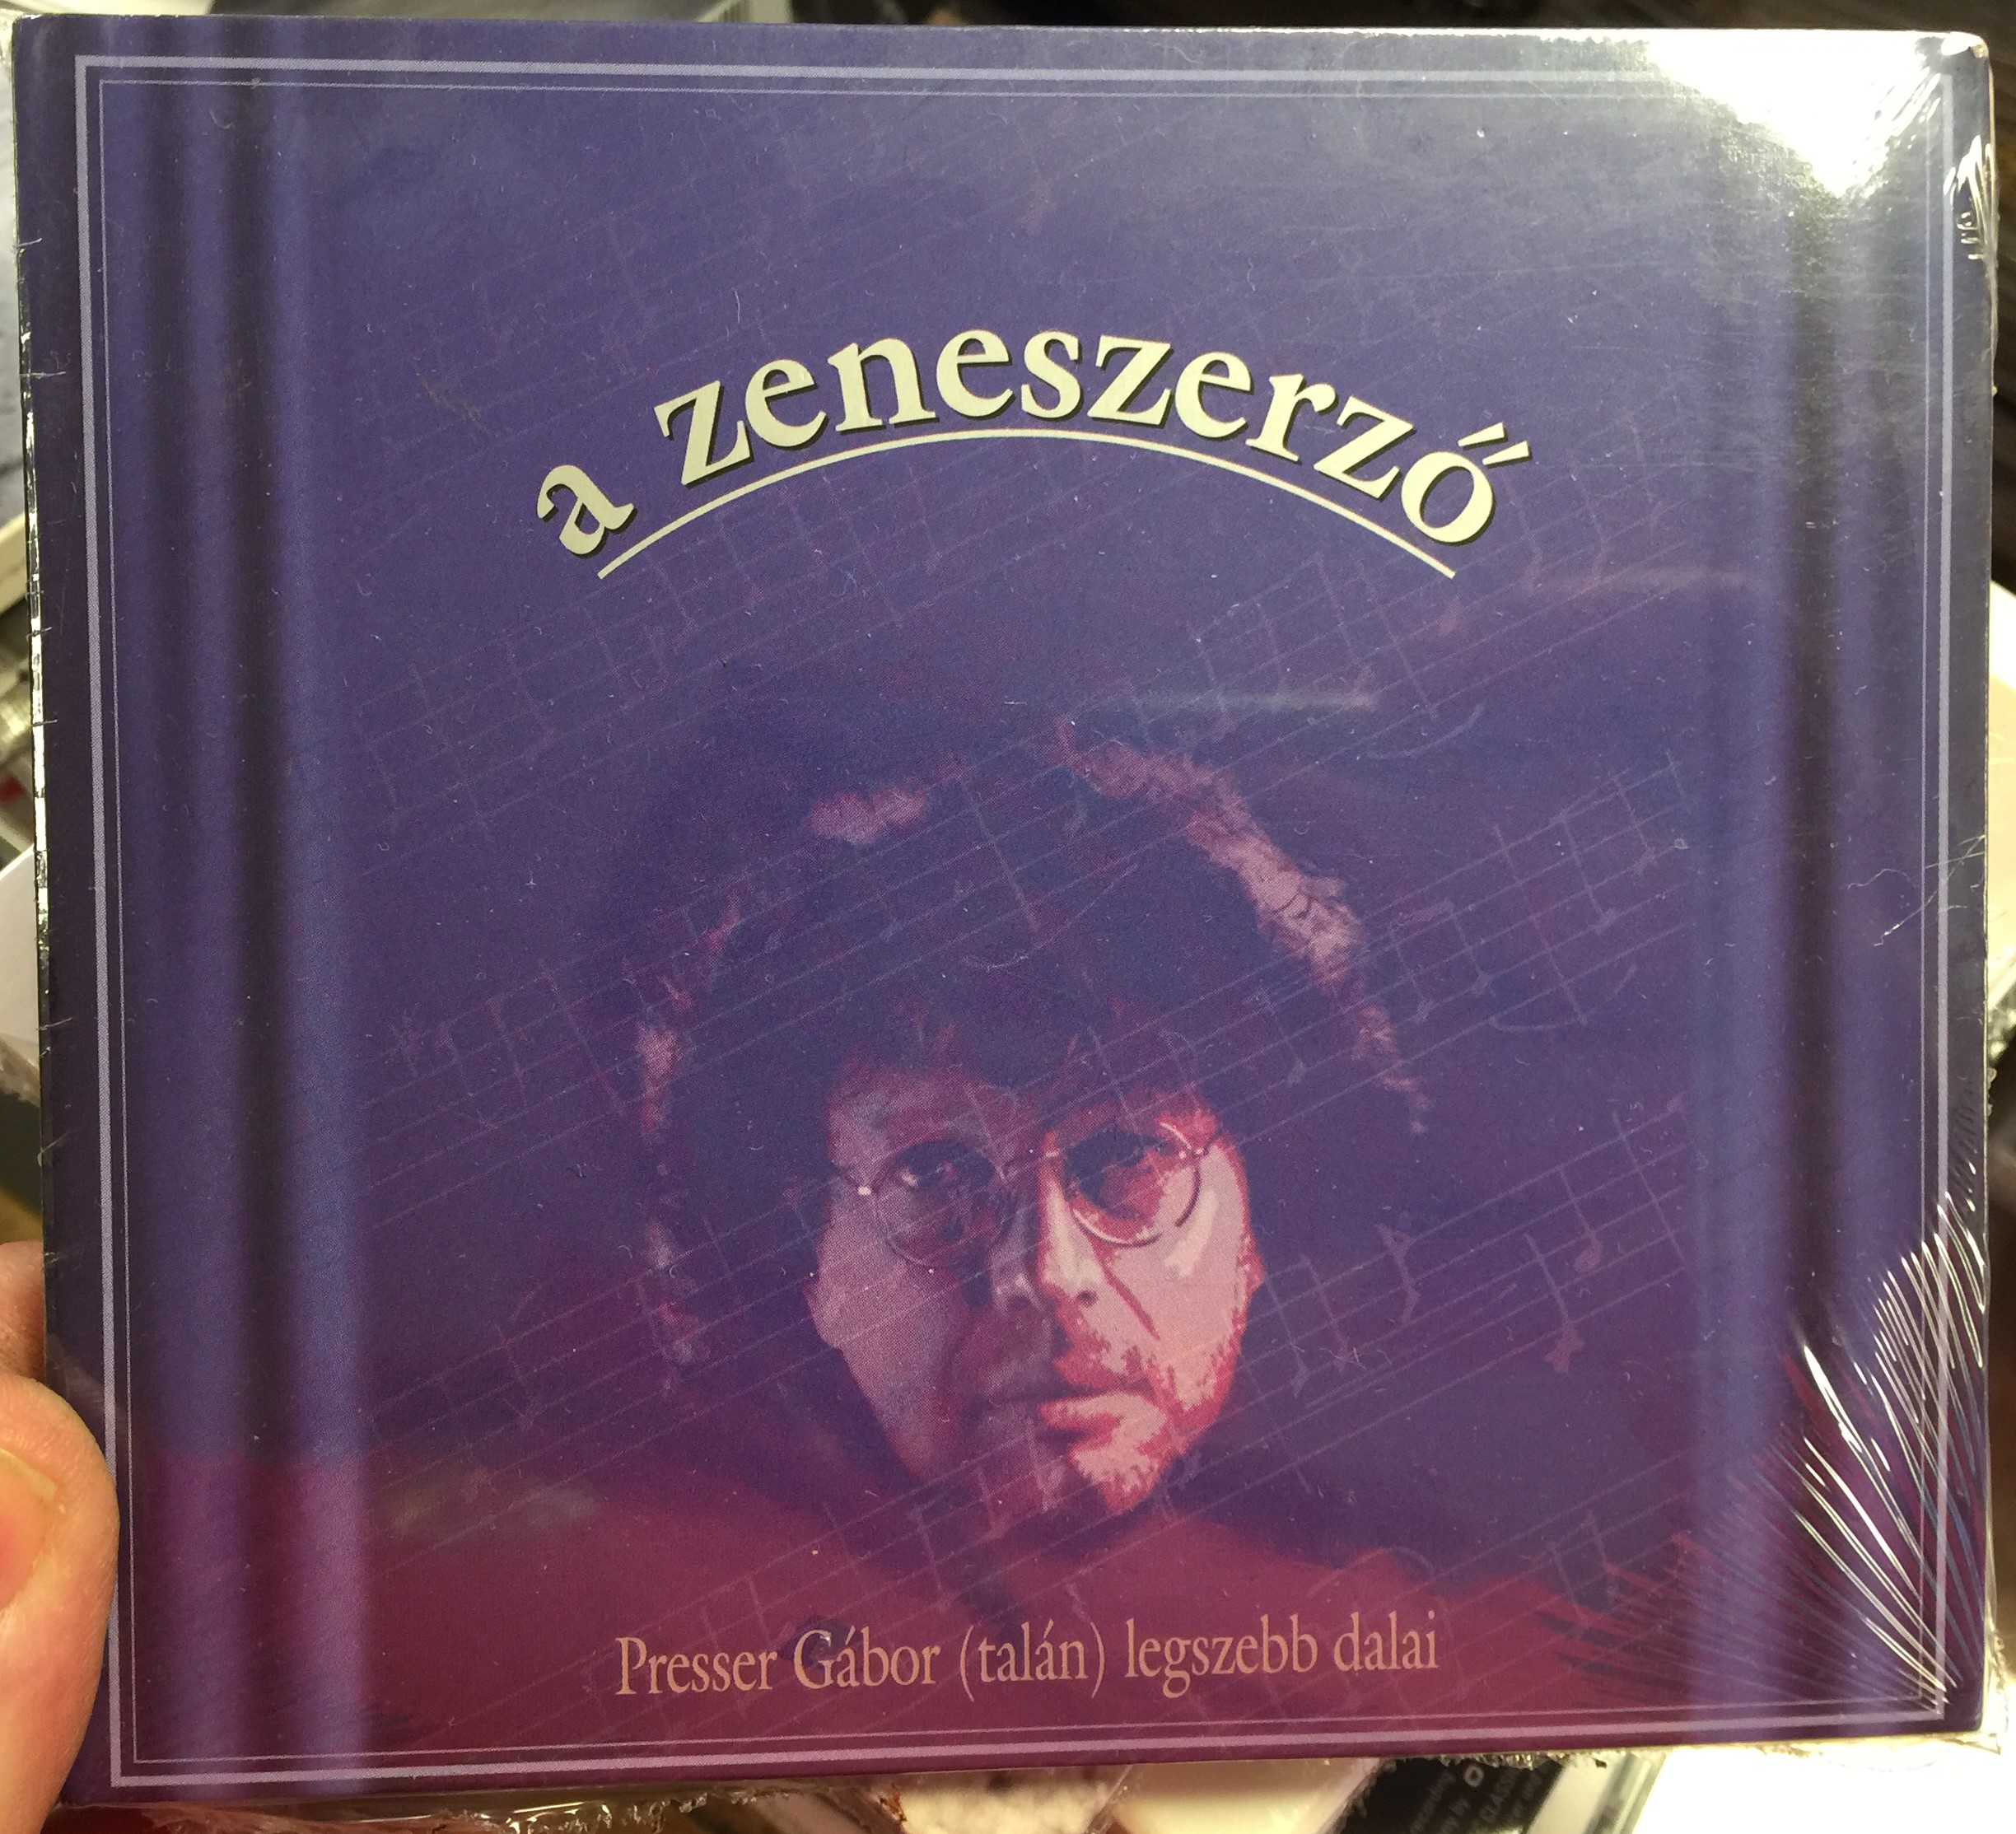 a zeneszerző
Presser Gábor (talán) legszebb dalai